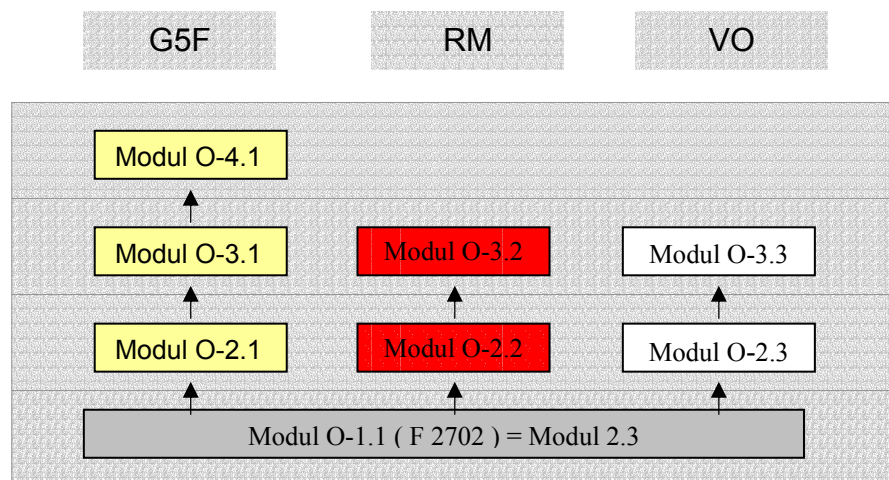 G5F RM VO
Modul O-4.1
Modul O-3.1 Modul O-3.2 Modul O-3.3
Modul O-2.1 Modul O-2.2 Modul O-2.3
Modul O-1.1 ( F 2702 ) = Modul 2.3